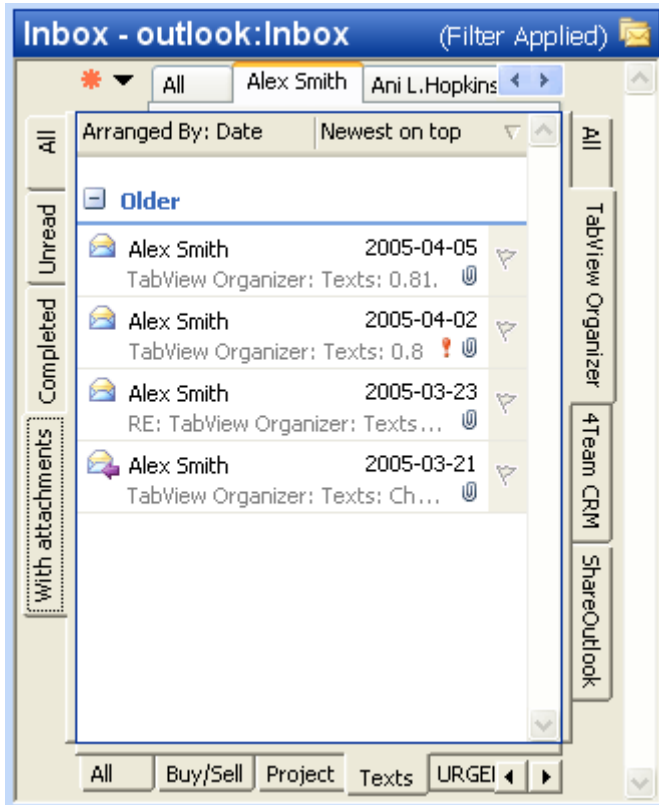 Inbox - outlook:Inbox (Filter Applied)
All Alex Smith Ani L.Hopkins
Arranged By: Date Newest on top
Older
Alex Smith 2005-04-05
TabView Organizer: Texts: 0.81.
Alex Smith 2005-04-02
TabView Organizer: Texts: 0.8
Alex Smith 2005-03-23
RE: TabView Organizer: Texts...
Alex Smith 2005-03-21
TabView Organizer: Texts: Ch...
All
Unread
Completed
With attachments
All
TabView Organizer
4Team CRM
ShareOutlook
All Buy/Sell Project Texts URGE